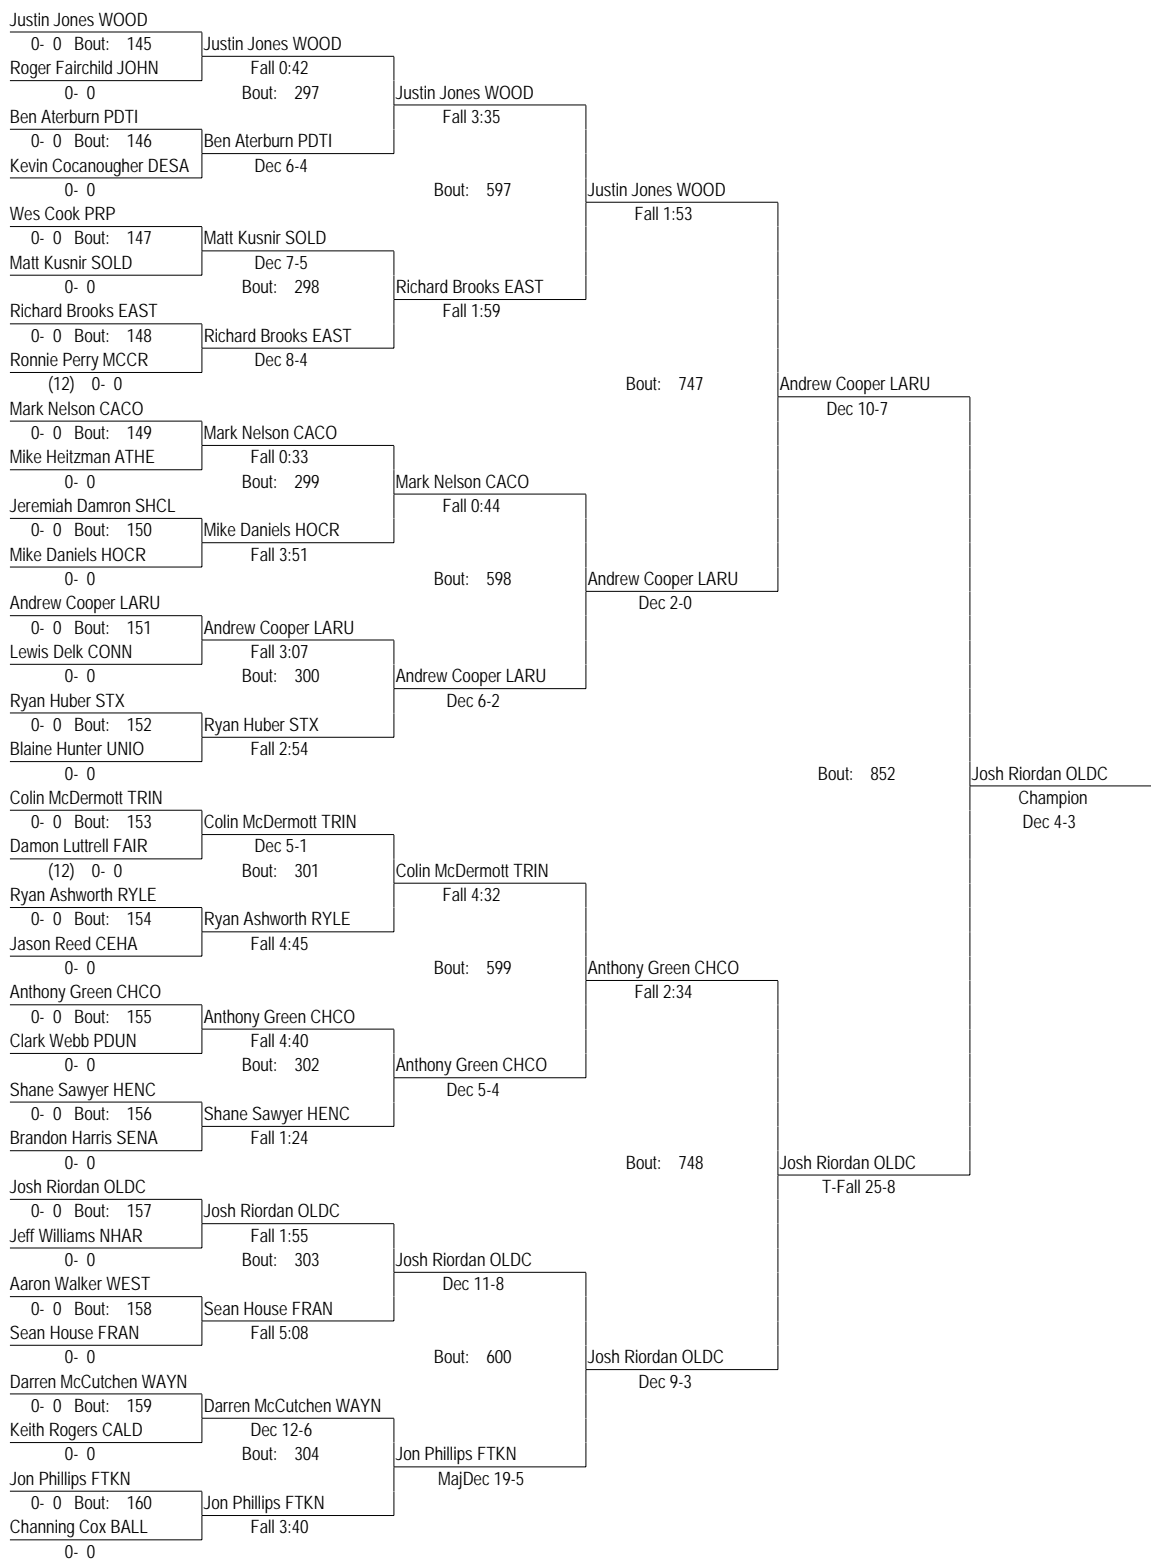 Justin Jones WOOD
0- 0 Bout: 145 Justin Jones WOOD
Roger Fairchild JOHN Fall 0:42
0- 0 Bout: 297 Justin Jones WOOD
Ben Aterburn PDTI Fall 3:35
0- 0 Bout: 146 Ben Aterburn PDTI
Kevin Cocanougher DESA Dec 6-4
0- 0 Bout: 597 Justin Jones WOOD
Wes Cook PRP Fall 1:53
0- 0 Bout: 147 Matt Kusnir SOLD
Matt Kusnir SOLD Dec 7-5
0- 0 Bout: 298 Richard Brooks EAST
Richard Brooks EAST Fall 1:59
0- 0 Bout: 148 Richard Brooks EAST
Ronnie Perry MCCR Dec 8-4
(12) 0- 0 Bout: 747 Andrew Cooper LARU
Mark Nelson CACO Dec 10-7
0- 0 Bout: 149 Mark Nelson CACO
Mike Heitzman ATHE Fall 0:33
0- 0 Bout: 299 Mark Nelson CACO
Jeremiah Damron SHCL Fall 0:44
0- 0 Bout: 150 Mike Daniels HOCR
Mike Daniels HOCR Fall 3:51
0- 0 Bout: 598 Andrew Cooper LARU
Andrew Cooper LARU Dec 2-0
0- 0 Bout: 151 Andrew Cooper LARU
Lewis Delk CONN Fall 3:07
0- 0 Bout: 300 Andrew Cooper LARU
Ryan Huber STX Dec 6-2
0- 0 Bout: 152 Ryan Huber STX
Blaine Hunter UNIO Fall 2:54
0- 0 Bout: 852 Josh Riordan OLDC
Colin McDermott TRIN Champion
0- 0 Bout: 153 Colin McDermott TRIN Dec 4-3
Damon Luttrell FAIR Dec 5-1
(12) 0- 0 Bout: 301 Colin McDermott TRIN
Ryan Ashworth RYLE Fall 4:32
0- 0 Bout: 154 Ryan Ashworth RYLE
Jason Reed CEHA Fall 4:45
0- 0 Bout: 599 Anthony Green CHCO
Anthony Green CHCO Fall 2:34
0- 0 Bout: 155 Anthony Green CHCO
Clark Webb PDUN Fall 4:40
0- 0 Bout: 302 Anthony Green CHCO
Shane Sawyer HENC Dec 5-4
0- 0 Bout: 156 Shane Sawyer HENC
Brandon Harris SENA Fall 1:24
0- 0 Bout: 748 Josh Riordan OLDC
Josh Riordan OLDC T-Fall 25-8
0- 0 Bout: 157 Josh Riordan OLDC
Jeff Williams NHAR Fall 1:55
0- 0 Bout: 303 Josh Riordan OLDC
Aaron Walker WEST Dec 11-8
0- 0 Bout: 158 Sean House FRAN
Sean House FRAN Fall 5:08
0- 0 Bout: 600 Josh Riordan OLDC
Darren McCutchen WAYN Dec 9-3
0- 0 Bout: 159 Darren McCutchen WAYN
Keith Rogers CALD Dec 12-6
0- 0 Bout: 304 Jon Phillips FTKN
Jon Phillips FTKN MajDec 19-5
0- 0 Bout: 160 Jon Phillips FTKN
Channing Cox BALL Fall 3:40
0- 0